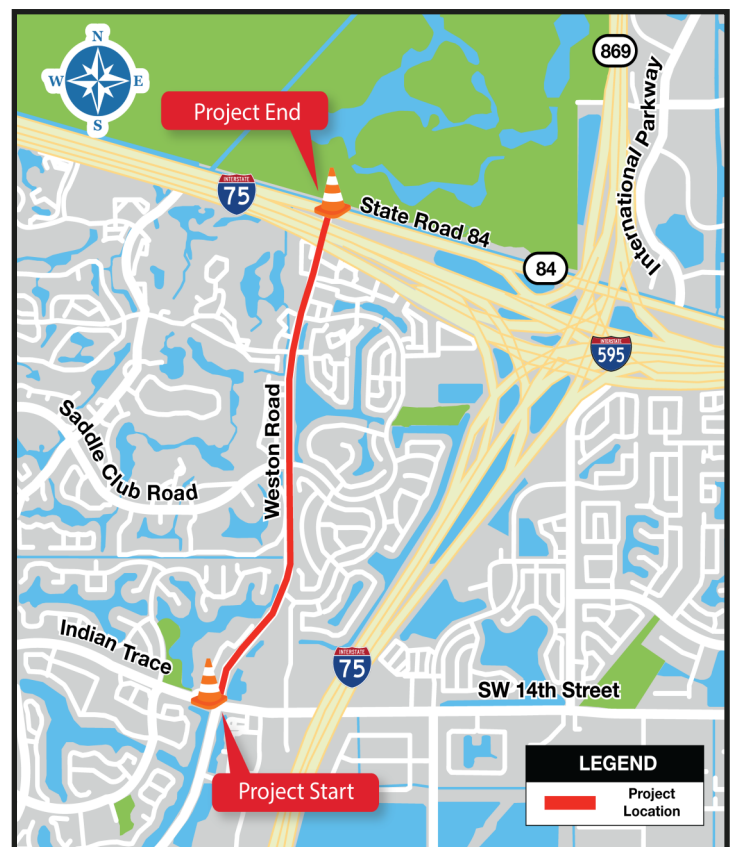 N
W
E
S
869
International Parkway
Project End
INTERSTATE
75
State Road 84
84
INTERSTATE
595
Saddle Club Road
Weston Road
Indian Trace
INTERSTATE
75
SW 14th Street
Project Start
LEGEND
Project
Location